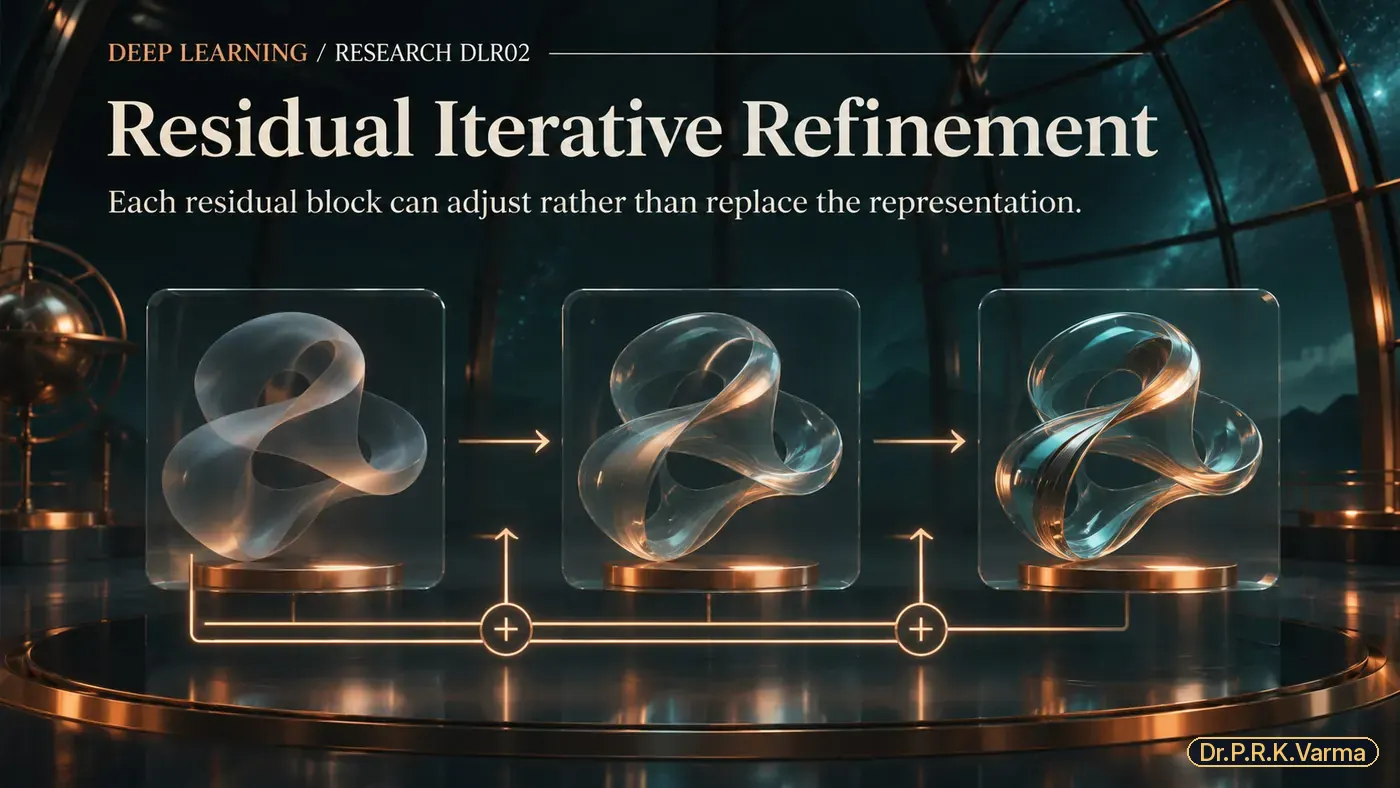 DEEP LEARNING / RESEARCH DLR02
Residual Iterative Refinement
Each residual block can adjust rather than replace the representation.
Dr.P.R.K.Varma